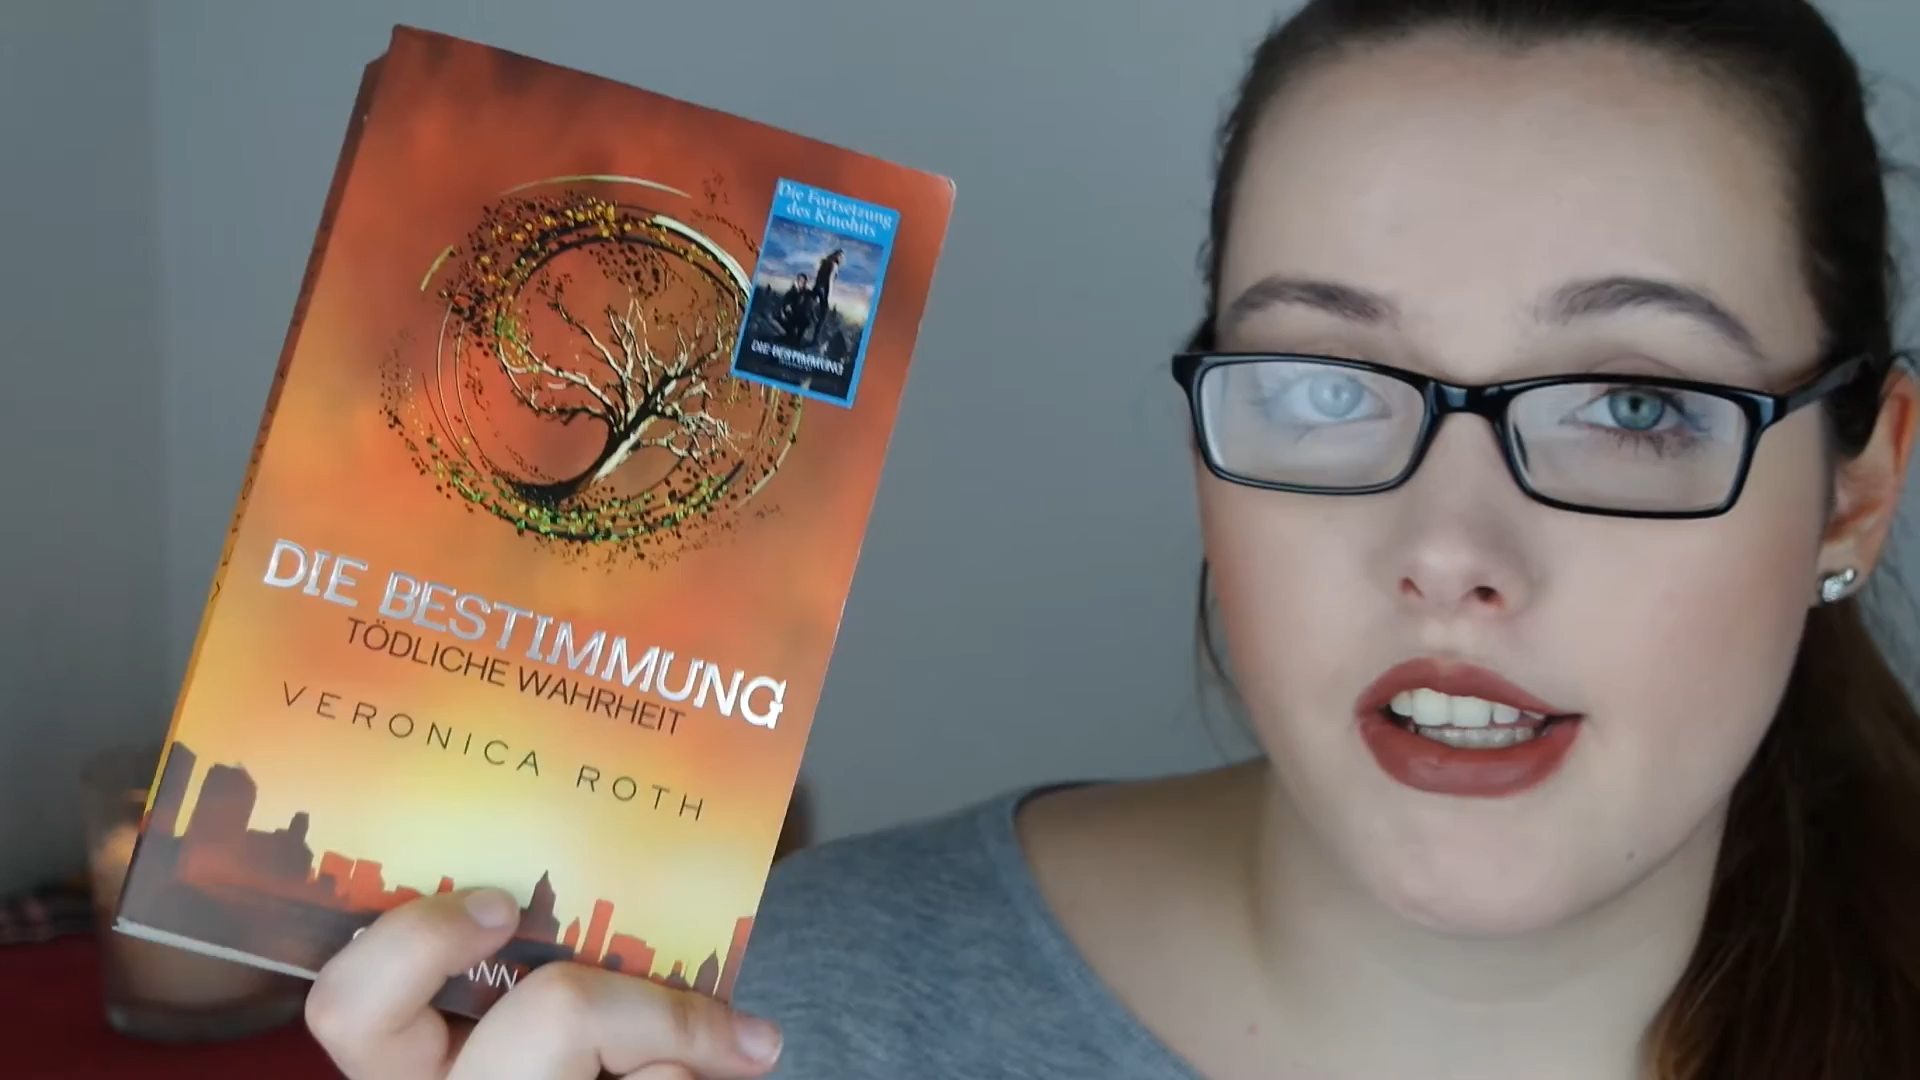 Die Fortsetzung
des Kinohits
DIE BESTIMMUNG
DIE BESTIMMUNG
TÖDLICHE WAHRHEIT
VERONICA ROTH